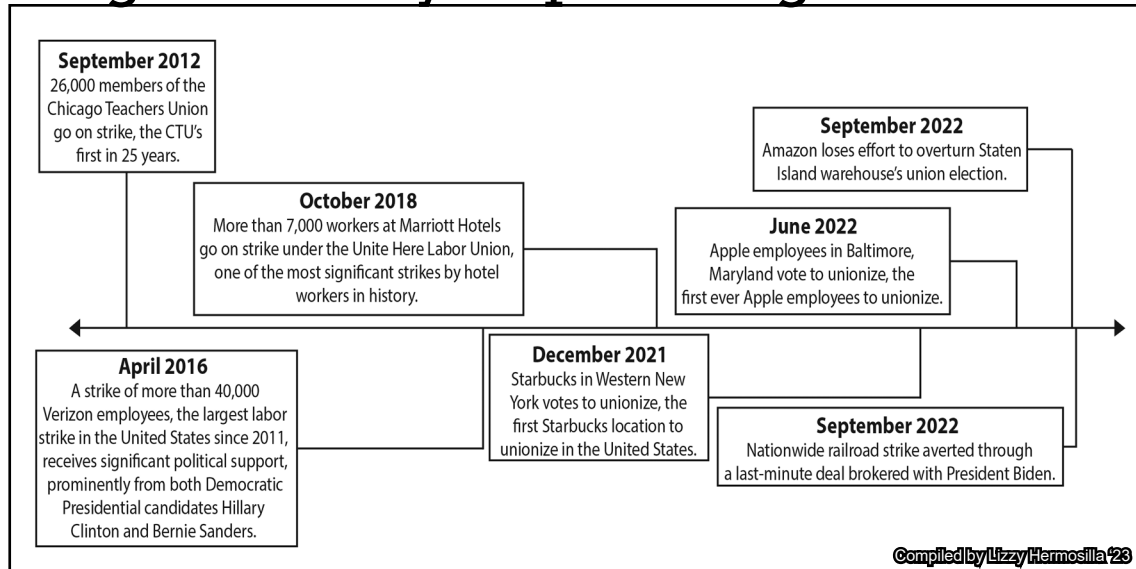 September 2012
26,000 members of the
Chicago Teachers Union
go on strike, the CTU's
first in 25 years.
October 2018
More than 7,000 workers at Marriott Hotels
go on strike under the Unite Here Labor Union,
one of the most significant strikes by hotel
workers in history.
September 2022
Amazon loses effort to overturn Staten
Island warehouse's union election.
June 2022
Apple employees in Baltimore,
Maryland vote to unionize, the
first ever Apple employees to unionize.
April 2016
A strike of more than 40,000
Verizon employees, the largest labor
strike in the United States since 2011,
receives significant political support,
prominently from both Democratic
Presidential candidates Hillary
Clinton and Bernie Sanders.
December 2021
Starbucks in Western New
York votes to unionize, the
first Starbucks location to
unionize in the United States.
September 2022
Nationwide railroad strike averted through
a last-minute deal brokered with President Biden.
Compiled by Lizzy Hermosilla '23